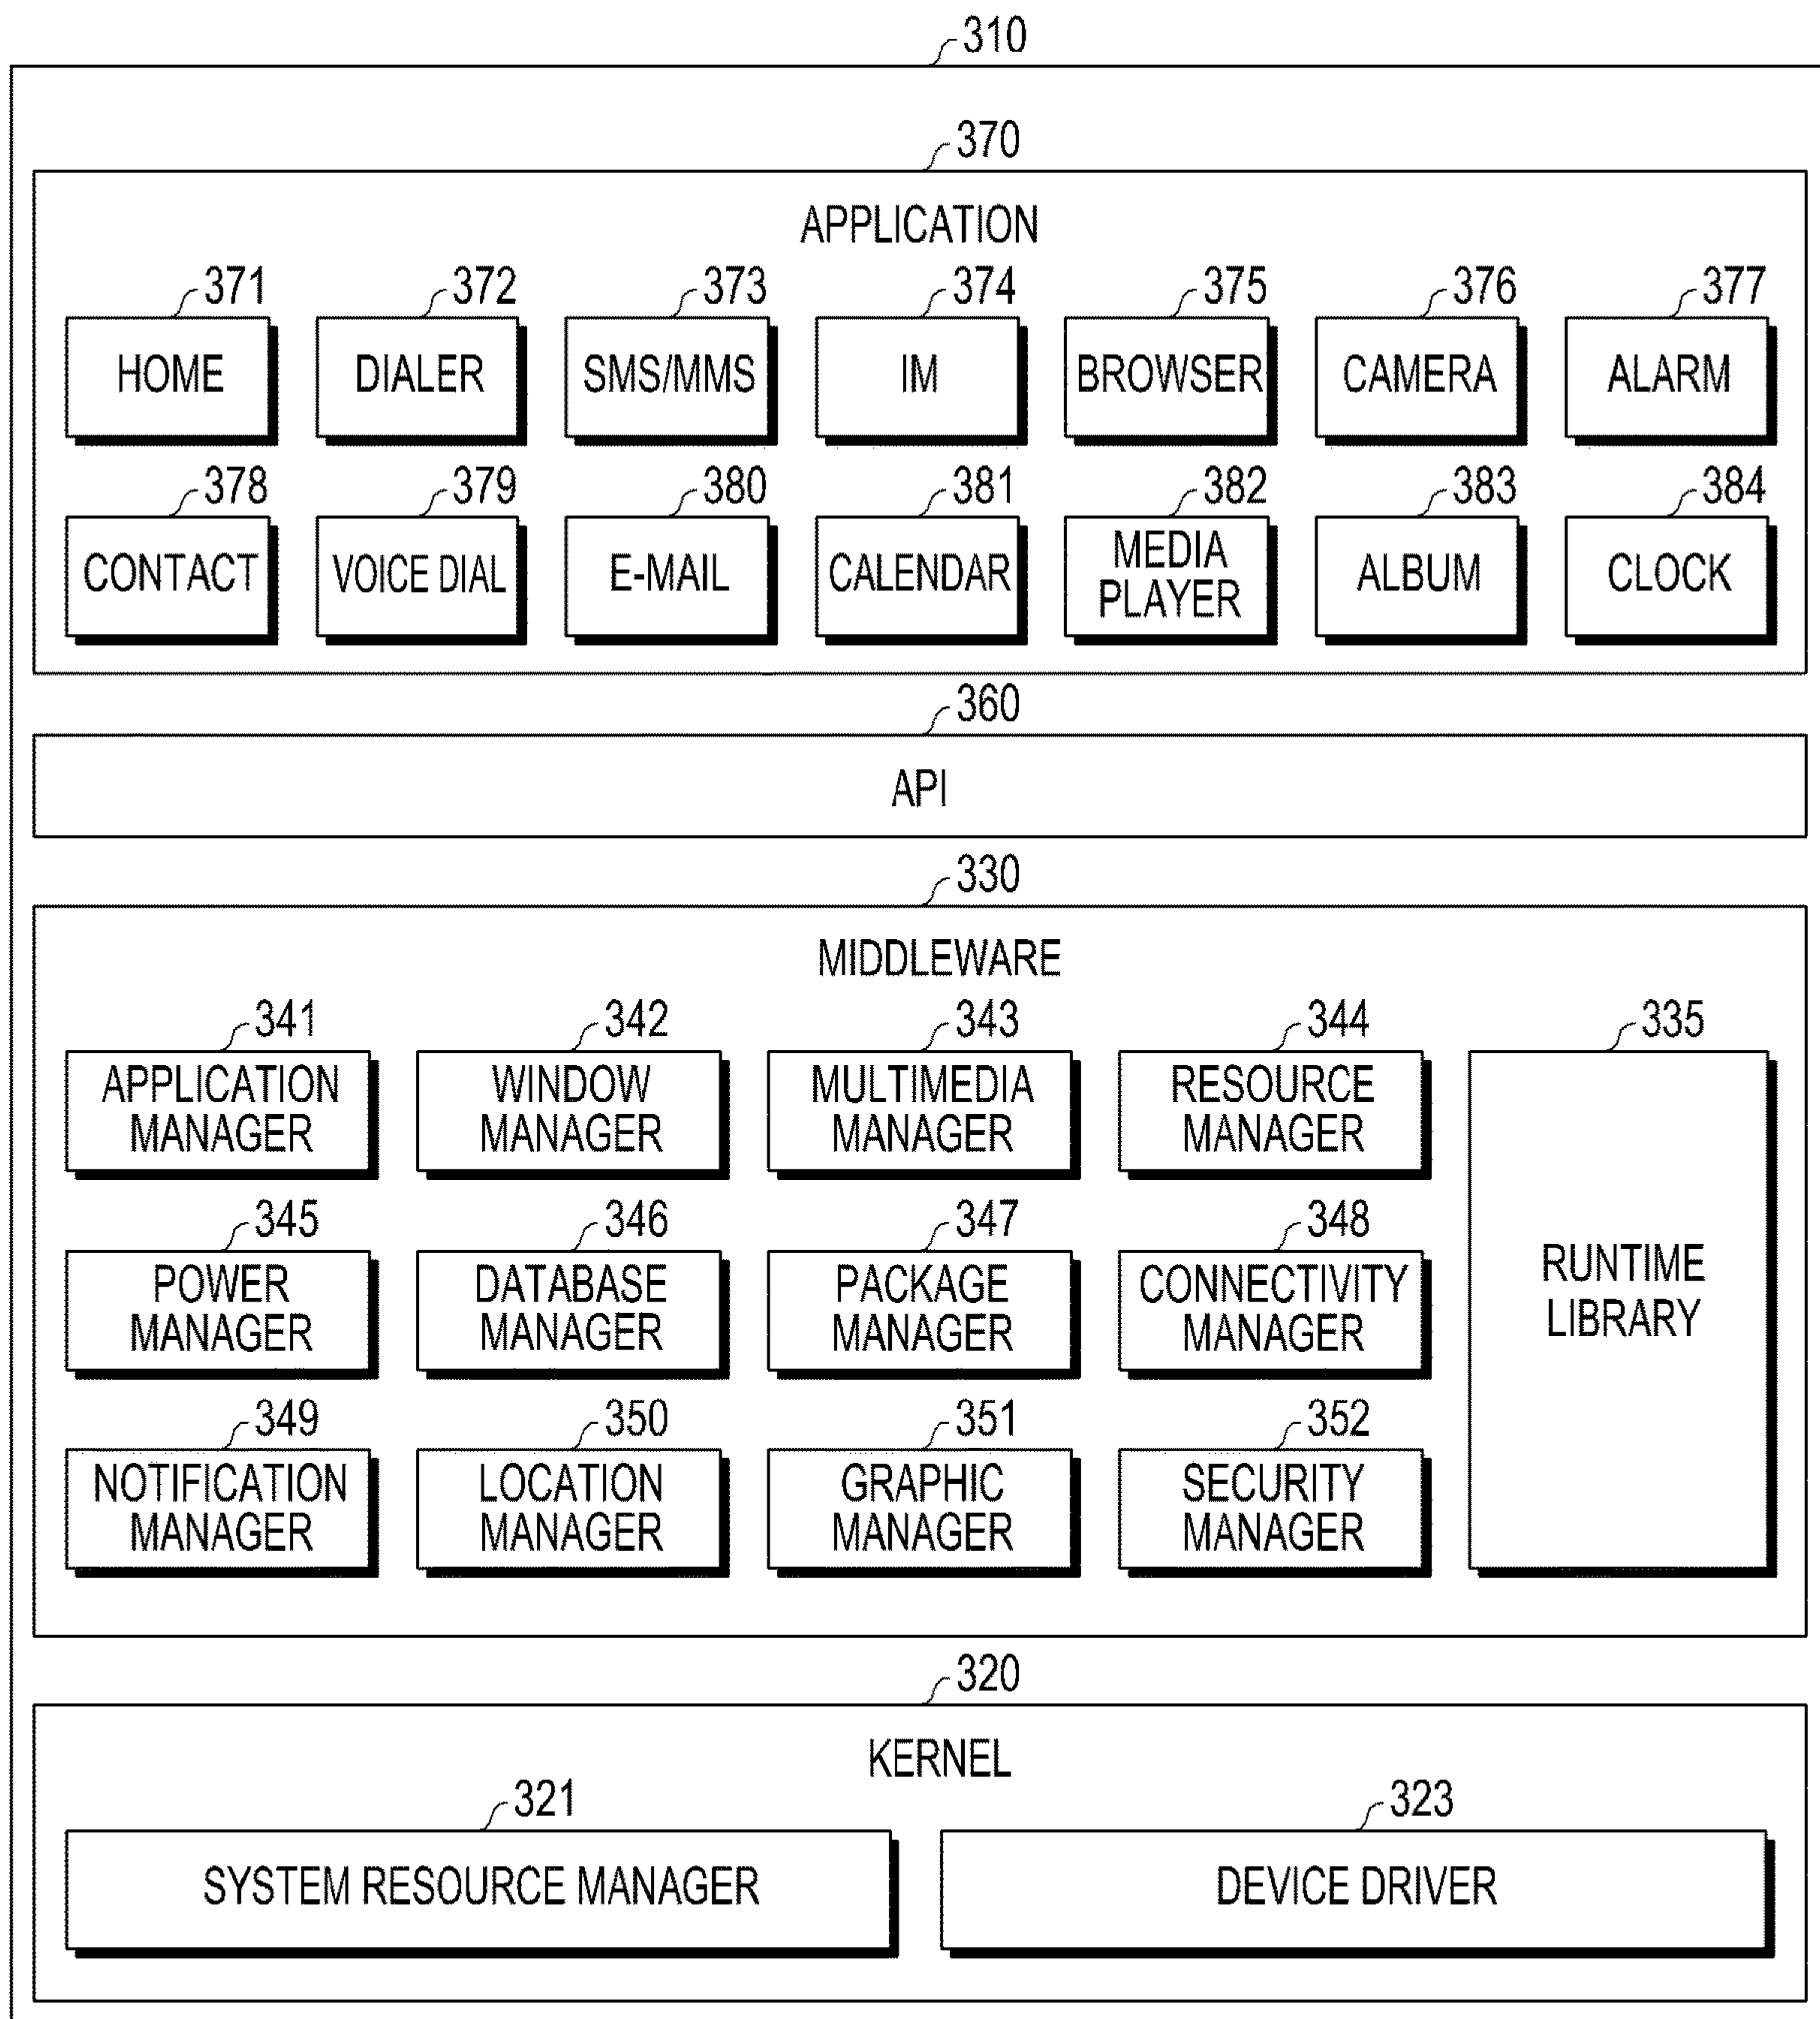 310
370
APPLICATION
371 372 373 374 375 376 377
HOME DIALER SMS/MMS IM BROWSER CAMERA ALARM
378 379 380 381 382 383 384
CONTACT VOICE DIAL E-MAIL CALENDAR MEDIA PLAYER ALBUM CLOCK
360
API
330
MIDDLEWARE
341 342 343 344 335
APPLICATION MANAGER WINDOW MANAGER MULTIMEDIA MANAGER RESOURCE MANAGER
345 346 347 348
POWER MANAGER DATABASE MANAGER PACKAGE MANAGER CONNECTIVITY MANAGER RUNTIME LIBRARY
349 350 351 352
NOTIFICATION MANAGER LOCATION MANAGER GRAPHIC MANAGER SECURITY MANAGER
320
KERNEL
321 323
SYSTEM RESOURCE MANAGER DEVICE DRIVER